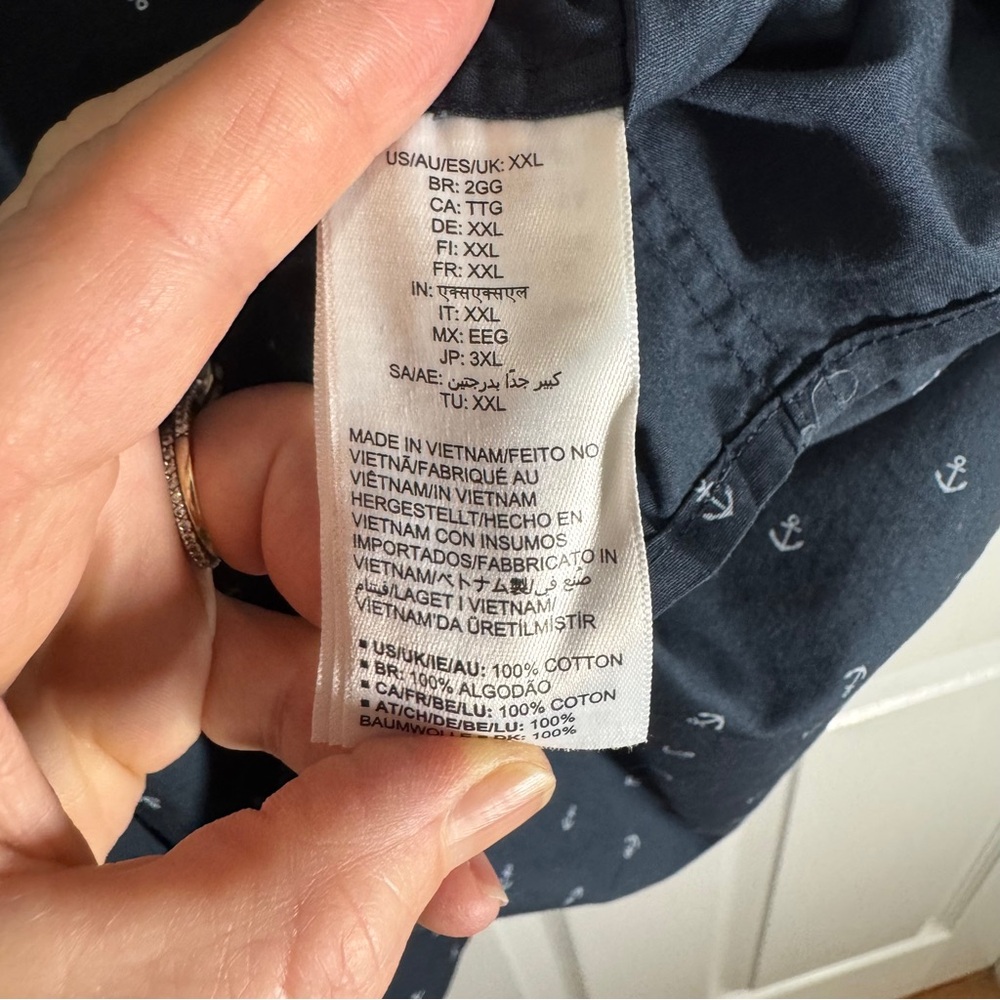 US/AU/ES/UK: XXL
BR: 2GG
CA: TTG
DE: XXL
FI: XXL
FR: XXL
IN: एक्सएक्सएल
IT: XXL
MX: EEG
JP: 3XL
SA/AE: كبير جدًا بدرجتين
TU: XXL
MADE IN VIETNAM/FEITO NO
VIETNÃ/FABRIQUÉ AU
VIÊTNAM/IN VIETNAM
HERGESTELLT/HECHO EN
VIETNAM CON INSUMOS
IMPORTADOS/FABBRICATO IN
VIETNAM/ベトナム製/صنع في
فيتنام/LAGET I VIETNAM/
VIETNAM'DA ÜRETİLMİŞTİR
▪ US/UK/IE/AU: 100% COTTON
▪ BR: 100% ALGODÃO
▪ CA/FR/BE/LU: 100% COTON
▪ AT/CH/DE/BE/LU: 100%
BAUMWOLLE ▪ DK: 100%